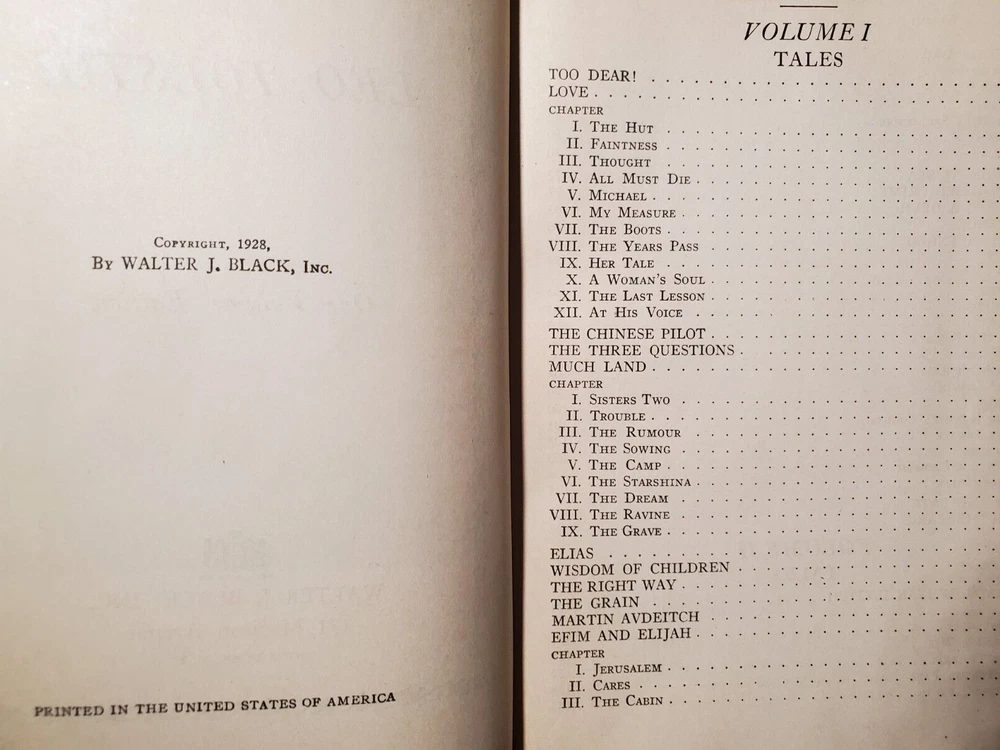 COPYRIGHT, 1928,
BY WALTER J. BLACK, INC.
PRINTED IN THE UNITED STATES OF AMERICA
VOLUME I
TALES
TOO DEAR!
LOVE
CHAPTER
I. THE HUT
II. FAINTNESS
III. THOUGHT
IV. ALL MUST DIE
V. MICHAEL
VI. MY MEASURE
VII. THE BOOTS
VIII. THE YEARS PASS
IX. HER TALE
X. A WOMAN'S SOUL
XI. THE LAST LESSON
XII. AT HIS VOICE
THE CHINESE PILOT
THE THREE QUESTIONS
MUCH LAND
CHAPTER
I. SISTERS TWO
II. TROUBLE
III. THE RUMOUR
IV. THE SOWING
V. THE CAMP
VI. THE STARSHINA
VII. THE DREAM
VIII. THE RAVINE
IX. THE GRAVE
ELIAS
WISDOM OF CHILDREN
THE RIGHT WAY
THE GRAIN
MARTIN AVDEITCH
EFIM AND ELIJAH
CHAPTER
I. JERUSALEM
II. CARES
III. THE CABIN